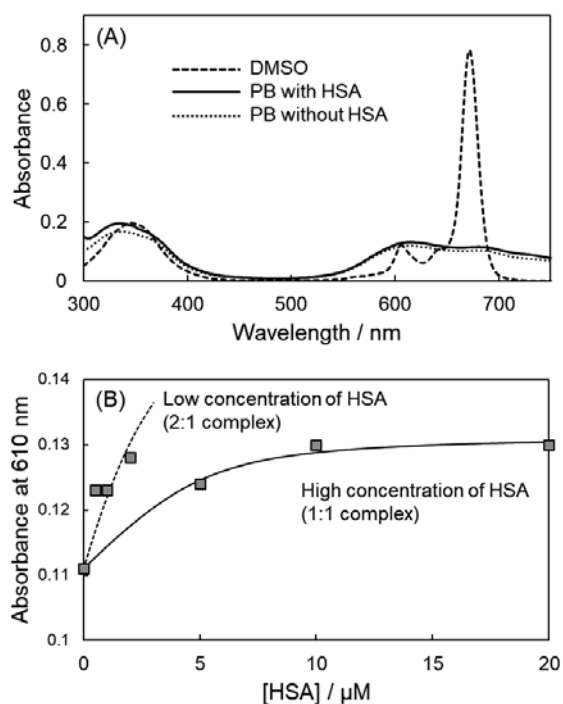 (A)
DMSO
PB with HSA
PB without HSA
Absorbance
0.8
0.6
0.4
0.2
0
300 400 500 600 700
Wavelength / nm
(B)
Low concentration of HSA
(2:1 complex)
High concentration of HSA
(1:1 complex)
Absorbance at 610 nm
0.14
0.13
0.12
0.11
0.1
0 5 10 15 20
[HSA] / μM